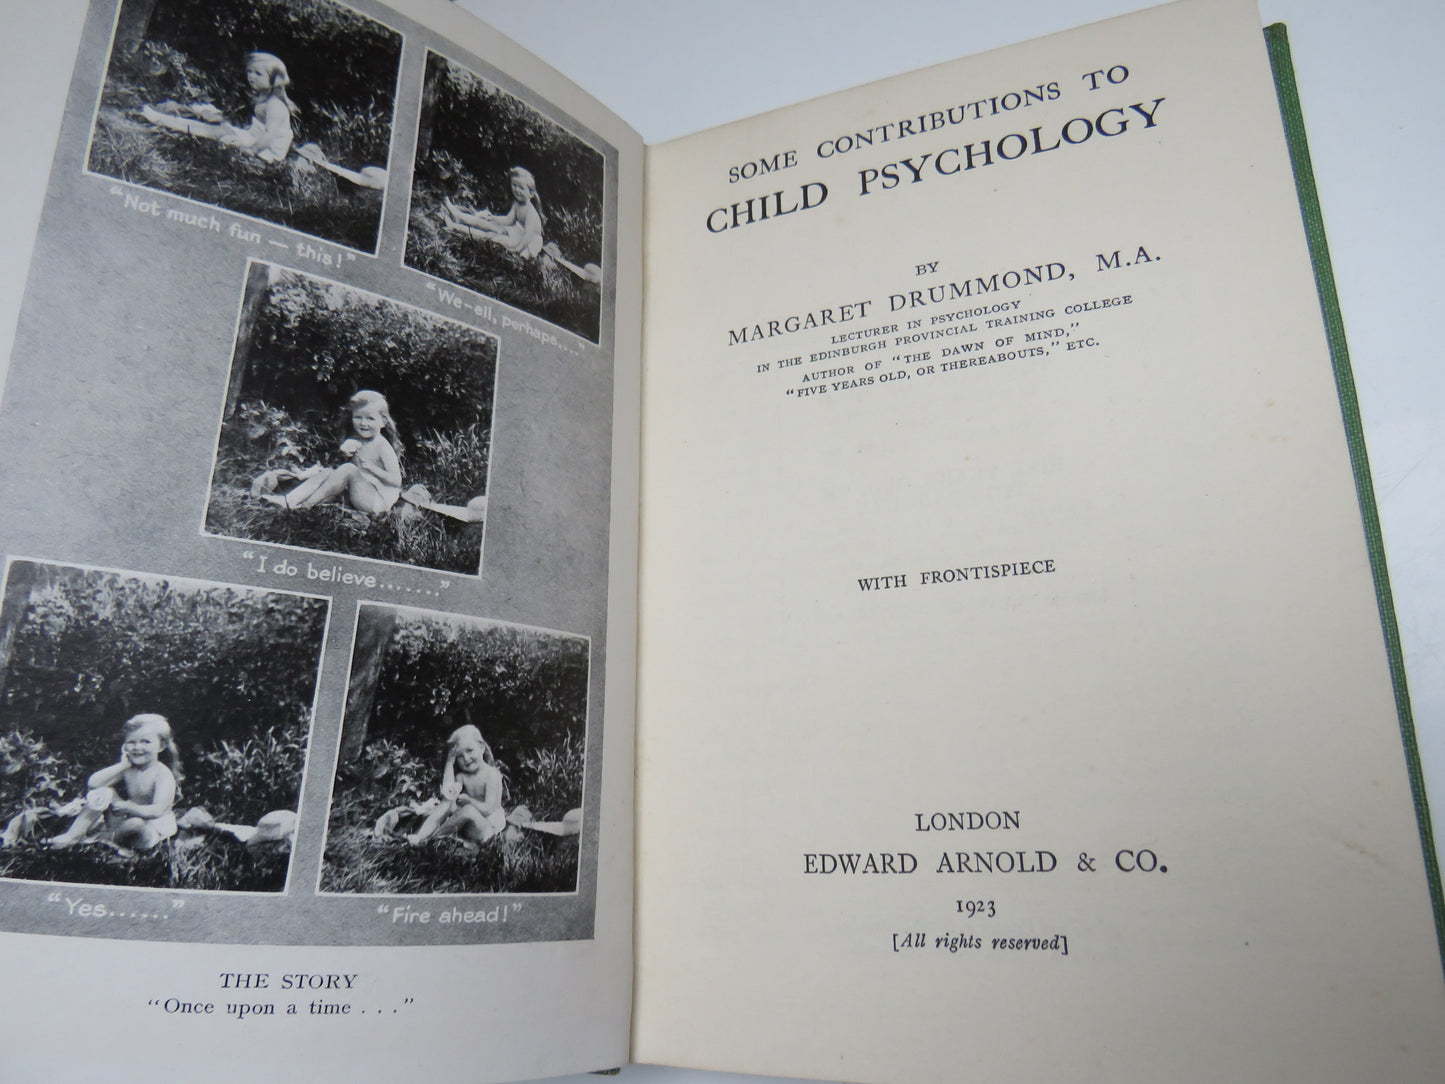 "Not much fun — this!"
"We-ell, perhaps...."
"I do believe......."
"Yes......"
"Fire ahead!"
THE STORY
"Once upon a time . . ."
SOME CONTRIBUTIONS TO
CHILD PSYCHOLOGY
BY
MARGARET DRUMMOND, M.A.
LECTURER IN PSYCHOLOGY
IN THE EDINBURGH PROVINCIAL TRAINING COLLEGE
AUTHOR OF "THE DAWN OF MIND,"
"FIVE YEARS OLD, OR THEREABOUTS," ETC.
WITH FRONTISPIECE
LONDON
EDWARD ARNOLD & CO.
1923
[All rights reserved]